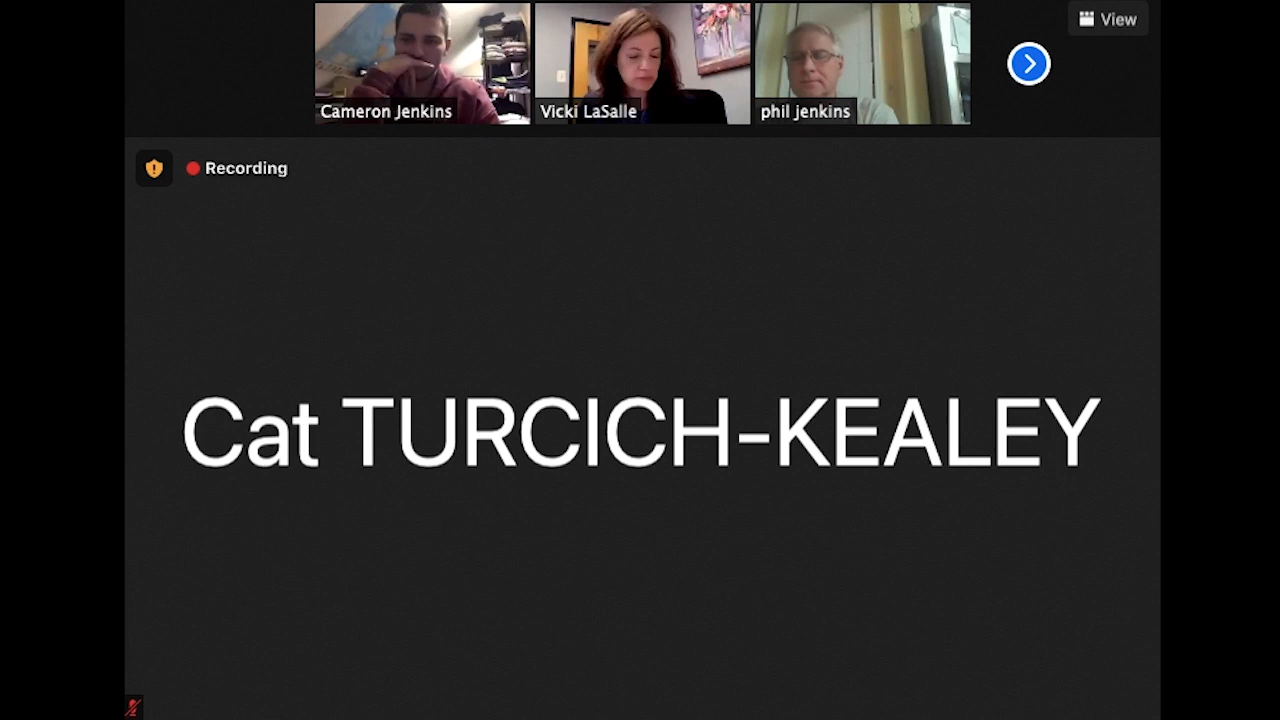 View
Cameron Jenkins
Vicki LaSalle
phil jenkins
Recording
Cat TURCICH-KEALEY